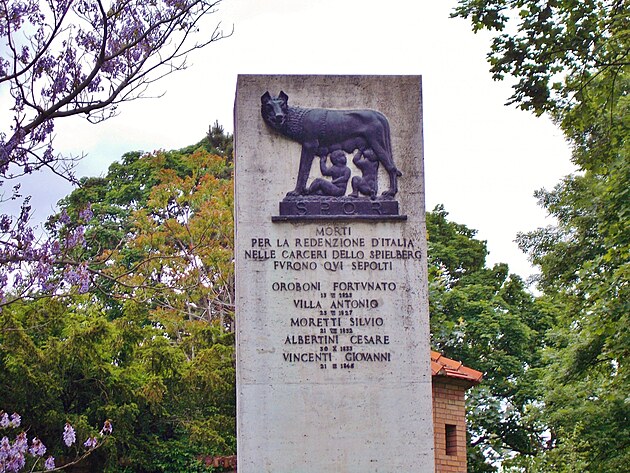 SPQ
MORTI
PER LA REDENZIONE D'ITALIA
NELLE CARCERI DELLO SPIELBERG
FVRONO QVI SEPOLTI
OROBONI FORTVNATO
VILLA ANTONIO
MORETTI SILVIO
ALBERTINI CESARE
VINCENTI GIOVANNI